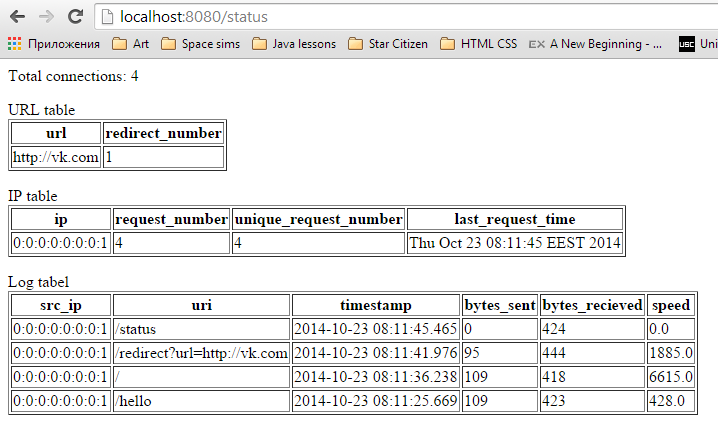 localhost:8080/status
Приложения Art Space sims Java lessons Star Citizen HTML CSS EX A New Beginning - ... USC Uni
Total connections: 4
URL table
url redirect_number
http://vk.com 1
IP table
ip request_number unique_request_number last_request_time
0:0:0:0:0:0:0:1 4 4 Thu Oct 23 08:11:45 EEST 2014
Log tabel
src_ip uri timestamp bytes_sent bytes_recieved speed
0:0:0:0:0:0:0:1 /status 2014-10-23 08:11:45.465 0 424 0.0
0:0:0:0:0:0:0:1 /redirect?url=http://vk.com 2014-10-23 08:11:41.976 95 444 1885.0
0:0:0:0:0:0:0:1 / 2014-10-23 08:11:36.238 109 418 6615.0
0:0:0:0:0:0:0:1 /hello 2014-10-23 08:11:25.669 109 423 428.0